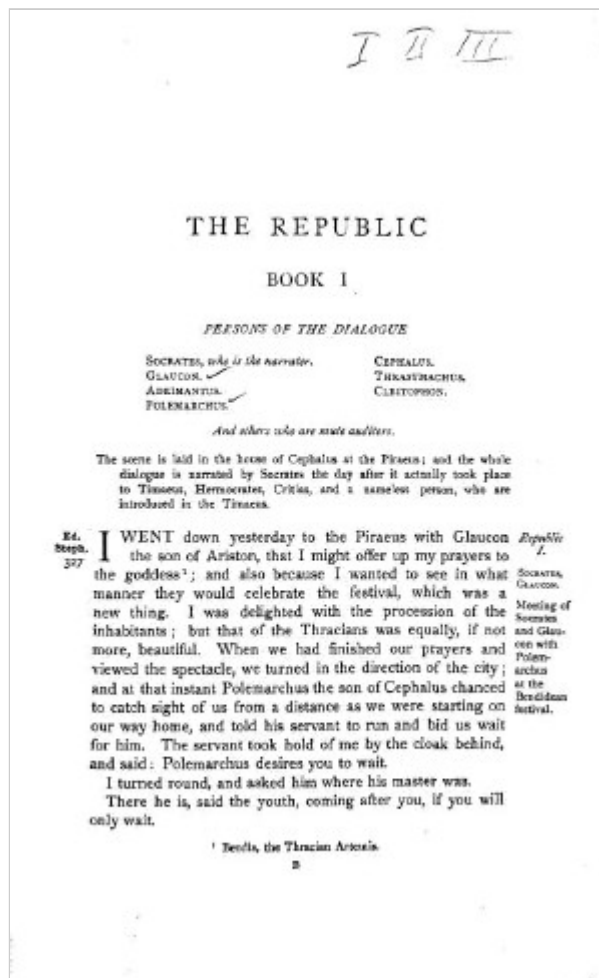 I II III
THE REPUBLIC
BOOK I
PERSONS OF THE DIALOGUE
SOCRATES, who is the narrator.
GLAUCON.
ADEIMANTUS.
POLEMARCHUS.
CEPHALUS.
THRASYMACHUS.
CLEITOPHON.
And others who are mute auditors.
The scene is laid in the house of Cephalus at the Piraeus; and the whole
dialogue is narrated by Socrates the day after it actually took place
to Timaeus, Hermocrates, Critias, and a nameless person, who are
introduced in the Timaeus.
Ed.
Steph.
327
I WENT down yesterday to the Piraeus with Glaucon
the son of Ariston, that I might offer up my prayers to
the goddess¹; and also because I wanted to see in what
manner they would celebrate the festival, which was a
new thing. I was delighted with the procession of the
inhabitants; but that of the Thracians was equally, if not
more, beautiful. When we had finished our prayers and
viewed the spectacle, we turned in the direction of the city;
and at that instant Polemarchus the son of Cephalus chanced
to catch sight of us from a distance as we were starting on
our way home, and told his servant to run and bid us wait
for him. The servant took hold of me by the cloak behind,
and said: Polemarchus desires you to wait.
I turned round, and asked him where his master was.
There he is, said the youth, coming after you, if you will
only wait.
Republic
I.
SOCRATES,
GLAUCON.
Meeting of
Socrates
and Glau-
con with
Polem-
archus
at the
Bendidean
festival.
¹ Bendis, the Thracian Artemis.
B